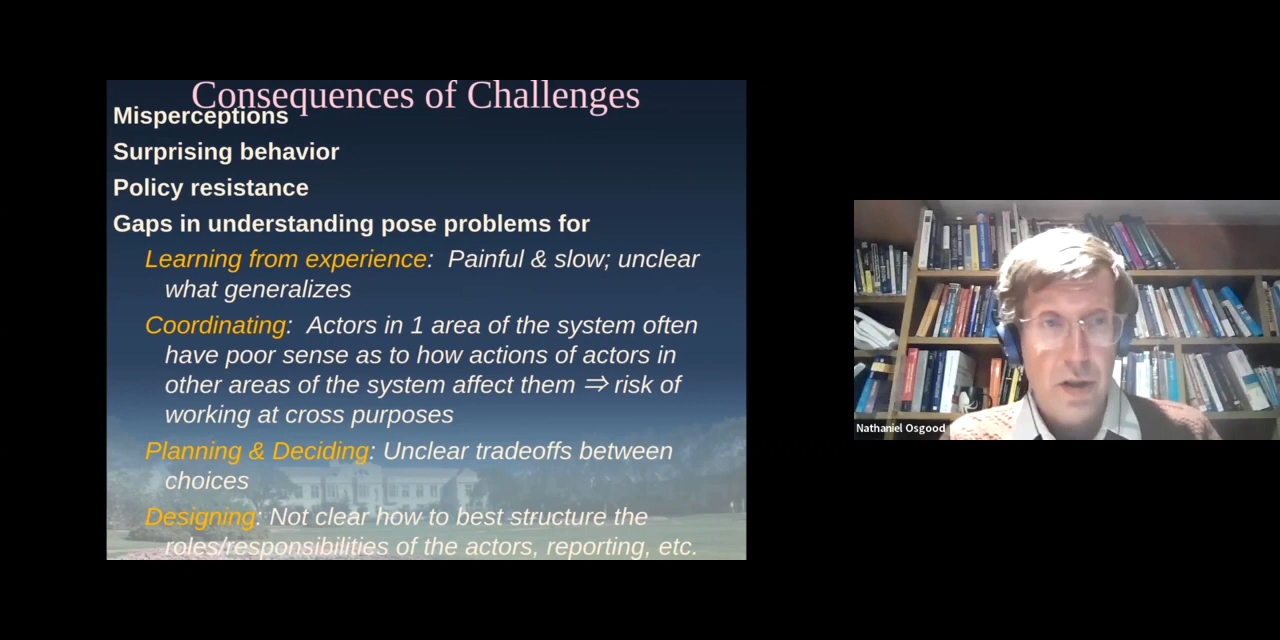 Consequences of Challenges
Misperceptions
Surprising behavior
Policy resistance
Gaps in understanding pose problems for
Learning from experience:  Painful & slow; unclear
what generalizes
Coordinating:  Actors in 1 area of the system often
have poor sense as to how actions of actors in
other areas of the system affect them ⇒ risk of
working at cross purposes
Planning & Deciding: Unclear tradeoffs between
choices
Designing: Not clear how to best structure the
roles/responsibilities of the actors, reporting, etc.
Nathaniel Osgood